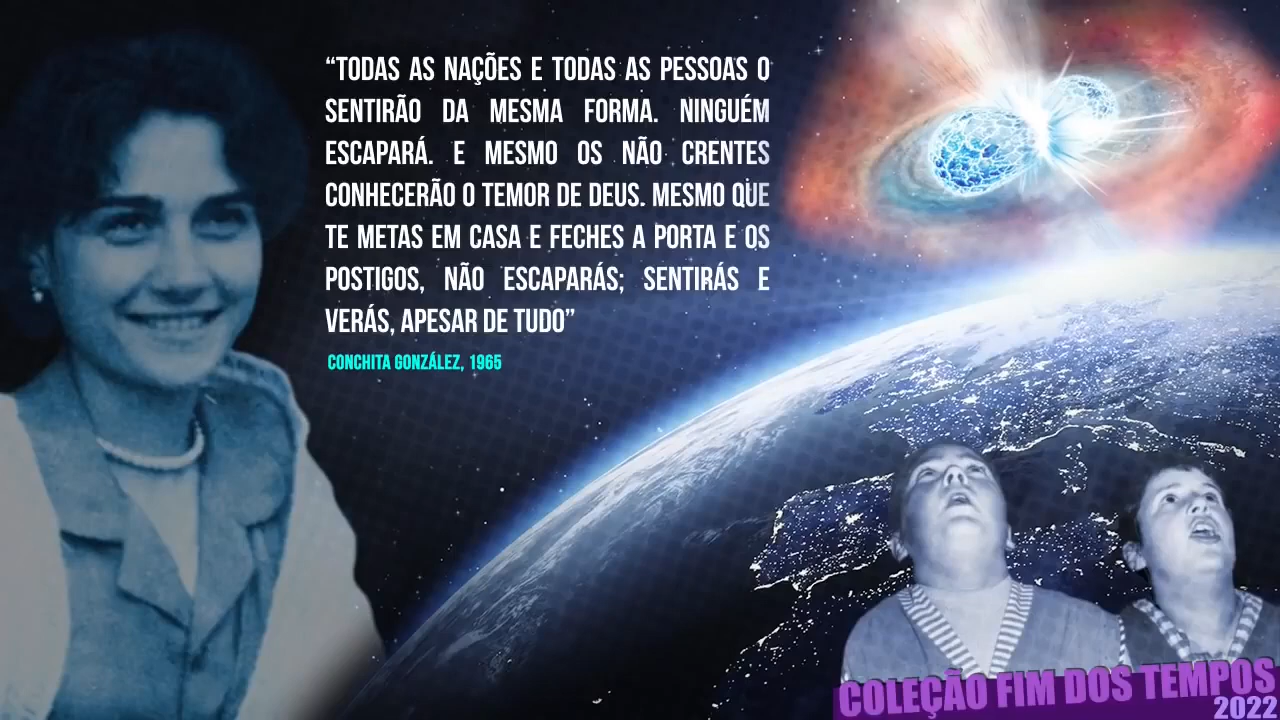 “TODAS AS NAÇÕES E TODAS AS PESSOAS O
SENTIRÃO DA MESMA FORMA. NINGUÉM
ESCAPARÁ. E MESMO OS NÃO CRENTES
CONHECERÃO O TEMOR DE DEUS. MESMO QUE
TE METAS EM CASA E FECHES A PORTA E OS
POSTIGOS, NÃO ESCAPARÁS; SENTIRÁS E
VERÁS, APESAR DE TUDO”
CONCHITA GONZÁLEZ, 1965
COLEÇÃO FIM DOS TEMPOS
2022